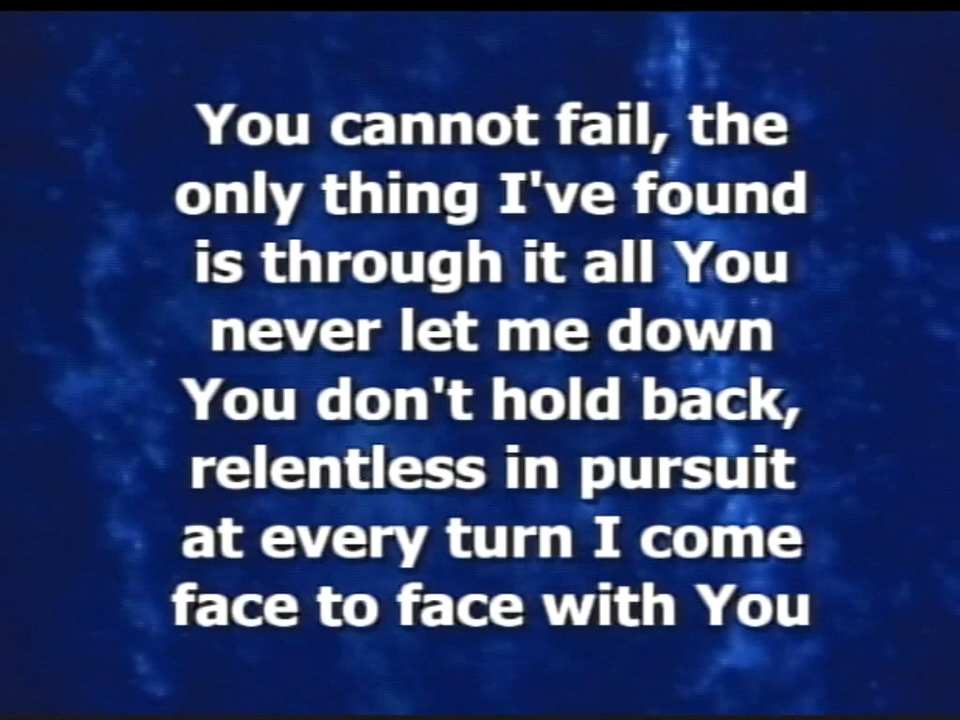 You cannot fail, the
only thing I've found
is through it all You
never let me down
You don't hold back,
relentless in pursuit
at every turn I come
face to face with You